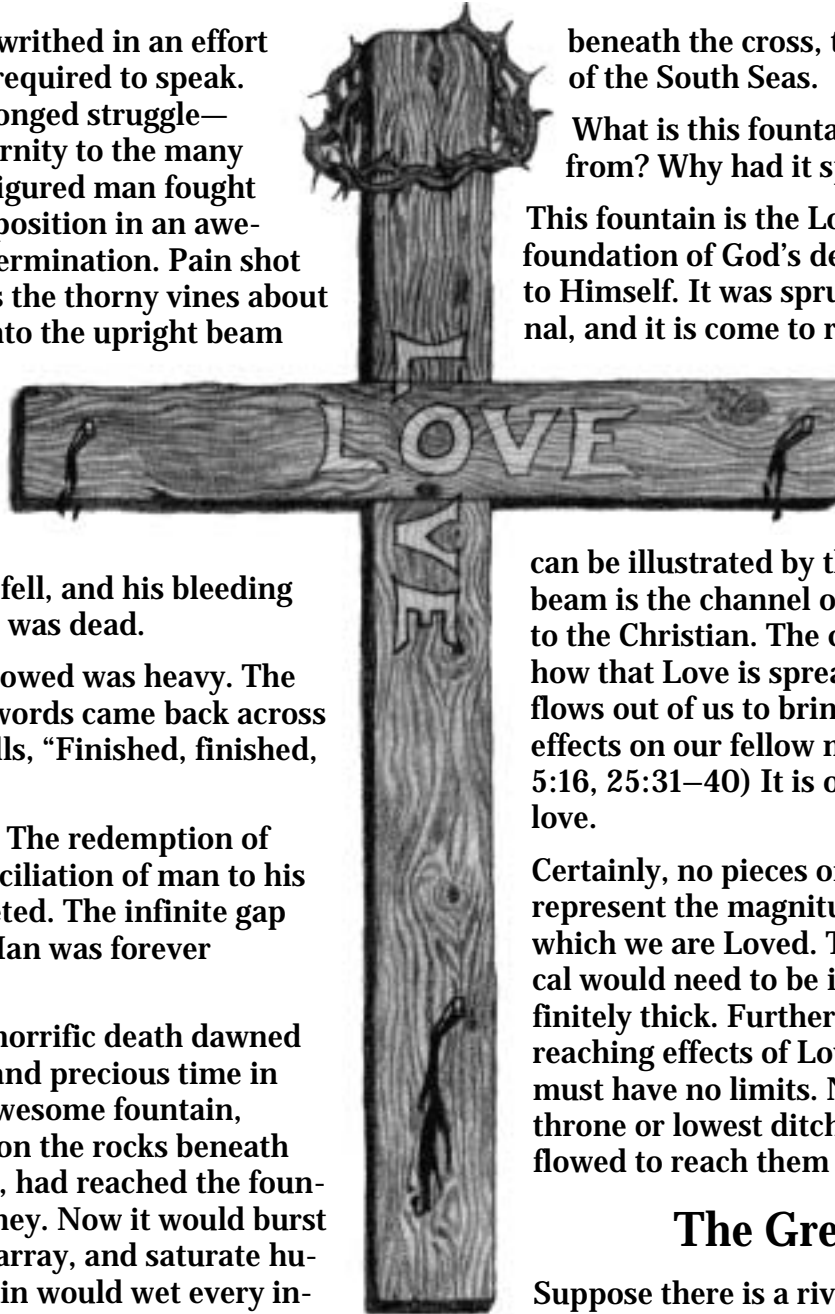 writhed in an effort
required to speak.
onged struggle—
rnity to the many
igured man fought
position in an awe-
ermination. Pain shot
s the thorny vines about
nto the upright beam
fell, and his bleeding
was dead.
owed was heavy. The
words came back across
lls, “Finished, finished,
The redemption of
ciliation of man to his
eted. The infinite gap
Man was forever
horrific death dawned
and precious time in
wesome fountain,
on the rocks beneath
, had reached the foun-
ney. Now it would burst
array, and saturate hu-
in would wet every in-
LOVE
LOVE
beneath the cross, t
of the South Seas.
What is this founta
from? Why had it sp
This fountain is the Lo
foundation of God’s de
to Himself. It was spru
nal, and it is come to r
can be illustrated by th
beam is the channel o
to the Christian. The c
how that Love is sprea
flows out of us to brin
effects on our fellow m
5:16, 25:31–40) It is o
love.
Certainly, no pieces o
represent the magnitu
which we are Loved. T
cal would need to be i
finitely thick. Further
reaching effects of Lo
must have no limits. N
throne or lowest ditch
flowed to reach them
The Gre
Suppose there is a riv